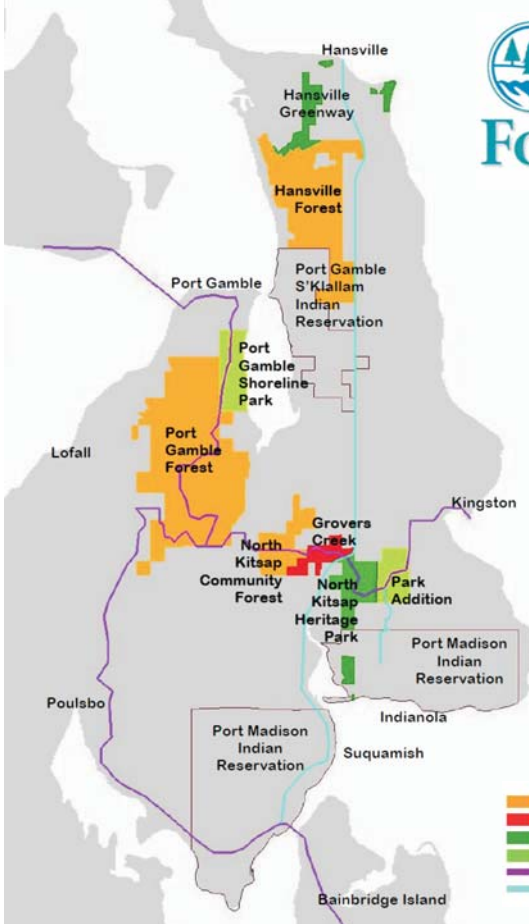 Hansville
Hansville
Greenway
Fo
Hansville
Forest
Port Gamble
S'Klallam
Indian
Reservation
Port Gamble
Port
Gamble
Shoreline
Park
Port
Gamble
Forest
Lofall
Kingston
Grovers
Creek
North
Kitsap
Community
Forest
North
Kitsap
Heritage
Park
Park
Addition
Port Madison
Indian
Reservation
Poulsbo
Indianola
Port Madison
Indian
Reservation
Suquamish
Bainbridge Island